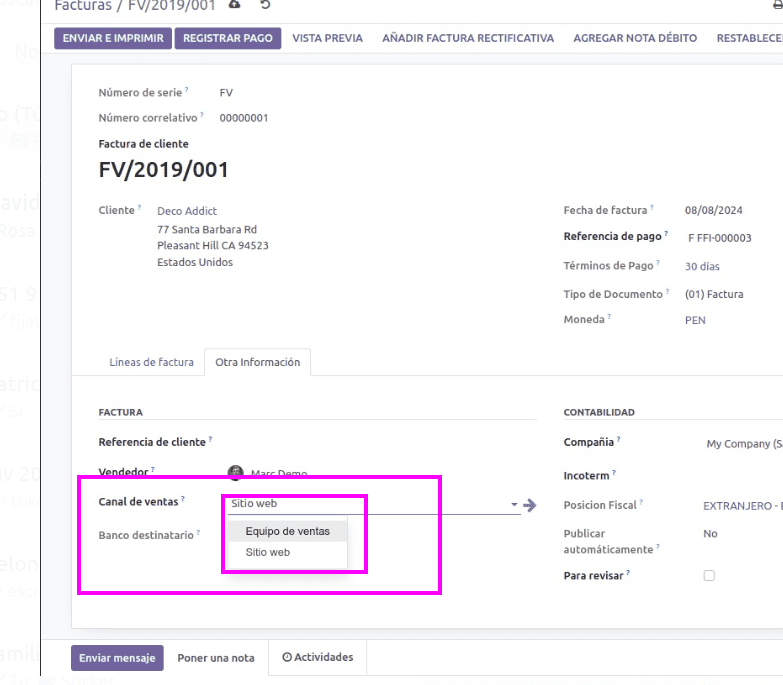 Facturas / FV/2019/001
ENVIAR E IMPRIMIR REGISTRAR PAGO VISTA PREVIA AÑADIR FACTURA RECTIFICATIVA AGREGAR NOTA DÉBITO RESTABLECE
Número de serie ? FV
Número correlativo ? 00000001
Factura de cliente
FV/2019/001
Cliente ? Deco Addict
77 Santa Barbara Rd
Pleasant Hill CA 94523
Estados Unidos
Fecha de factura ? 08/08/2024
Referencia de pago ? F FFI-000003
Términos de Pago ? 30 días
Tipo de Documento ? (01) Factura
Moneda ? PEN
Líneas de factura Otra Información
FACTURA
Referencia de cliente ?
Vendedor ? Marc Demo
Canal de ventas ? Sitio web
Equipo de ventas
Sitio web
Banco destinatario ?
CONTABILIDAD
Compañia ? My Company (Sa
Incoterm ?
Posicion Fiscal ? EXTRANJERO -
Publicar
automáticamente ? No
Para revisar ?
Enviar mensaje Poner una nota Actividades